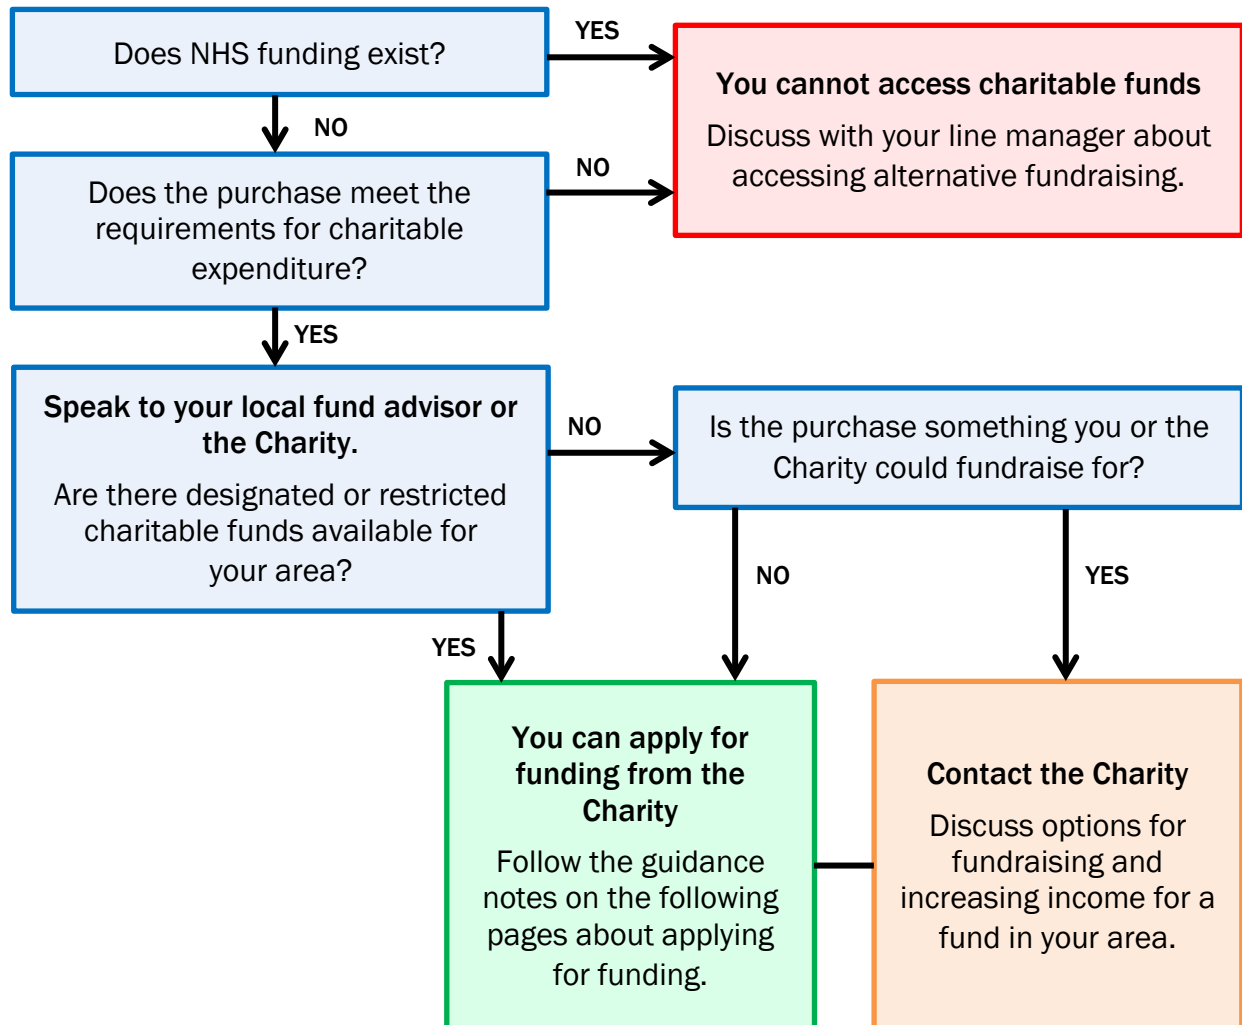 Does NHS funding exist?
YES
You cannot access charitable funds
Discuss with your line manager about
accessing alternative fundraising.
NO
Does the purchase meet the
requirements for charitable
expenditure?
NO
YES
Speak to your local fund advisor or
the Charity.
Are there designated or restricted
charitable funds available for
your area?
NO
Is the purchase something you or the
Charity could fundraise for?
NO
YES
YES
You can apply for
funding from the
Charity
Follow the guidance
notes on the following
pages about applying
for funding.
Contact the Charity
Discuss options for
fundraising and
increasing income for a
fund in your area.